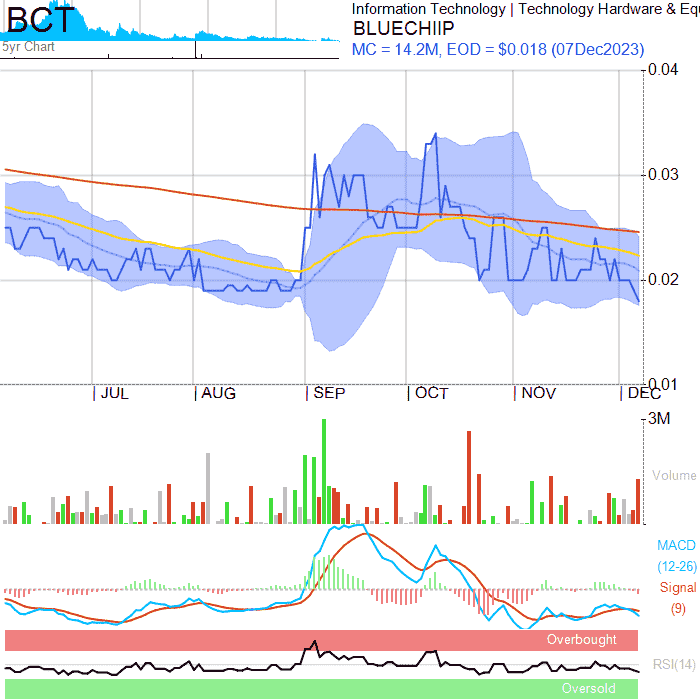 BCT
5yr Chart
Information Technology | Technology Hardware & Equ
BLUECHIIP
MC = 14.2M, EOD = $0.018 (07Dec2023)
0.04
0.03
0.02
0.01
JUL AUG SEP OCT NOV DEC
3M
Volume
MACD
(12-26)
Signal
(9)
Overbought
RSI(14)
Oversold